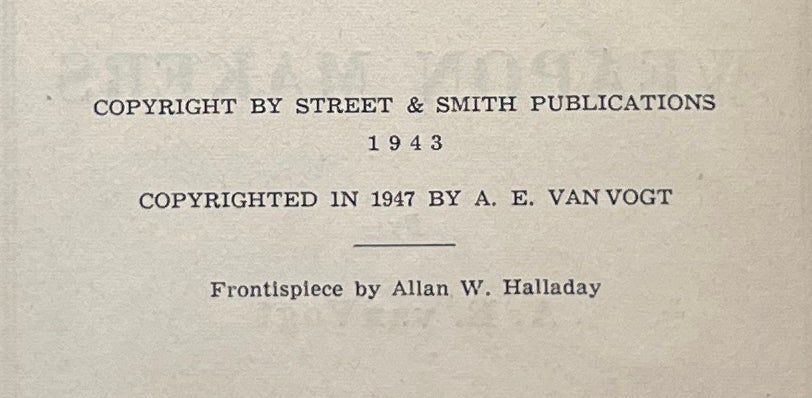 COPYRIGHT BY STREET & SMITH PUBLICATIONS
1943
COPYRIGHTED IN 1947 BY A. E. VAN VOGT
Frontispiece by Allan W. Halladay